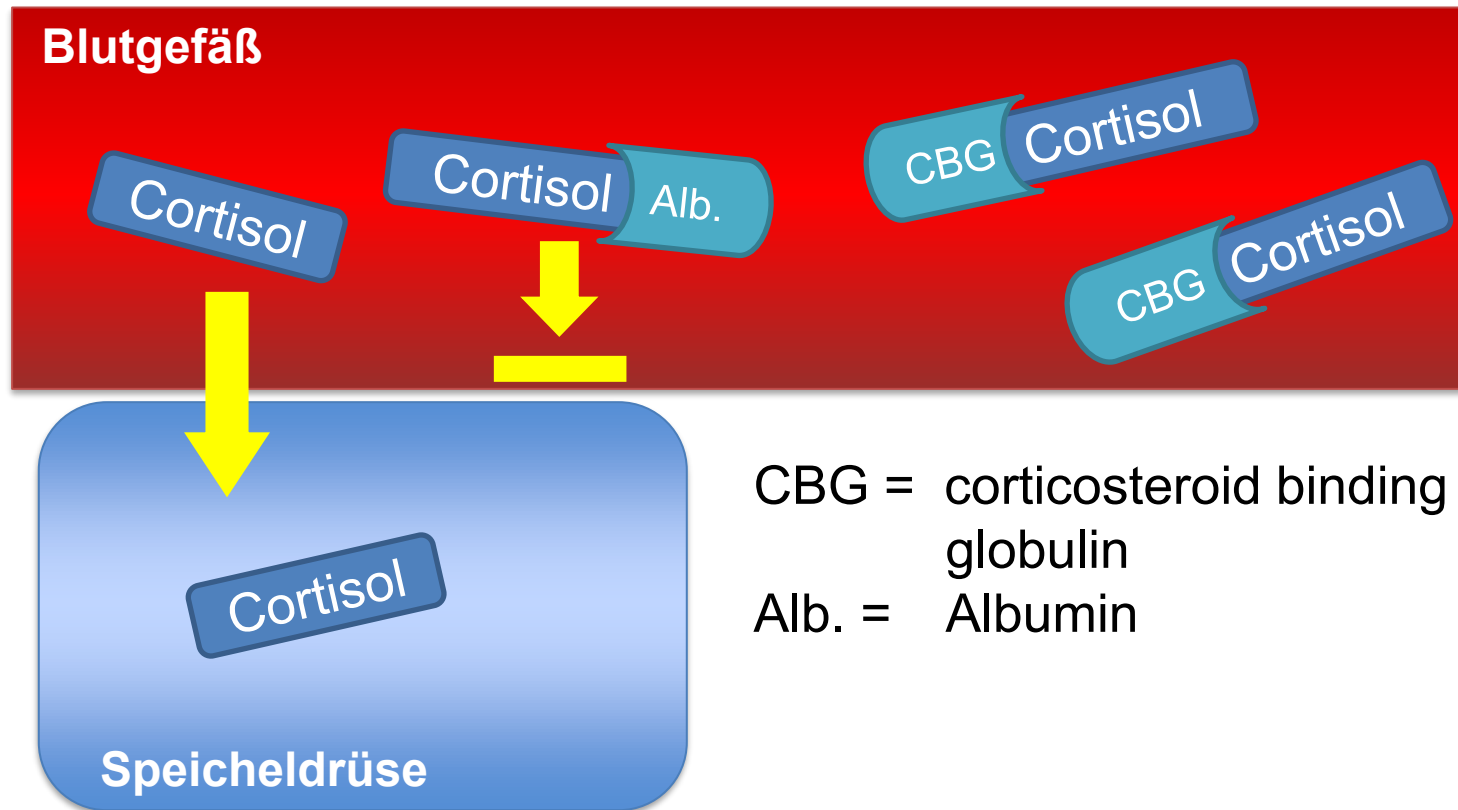 Blutgefäß
Cortisol
Cortisol Alb.
CBG Cortisol
CBG Cortisol
Cortisol
Speicheldrüse
CBG = corticosteroid binding
globulin
Alb. = Albumin